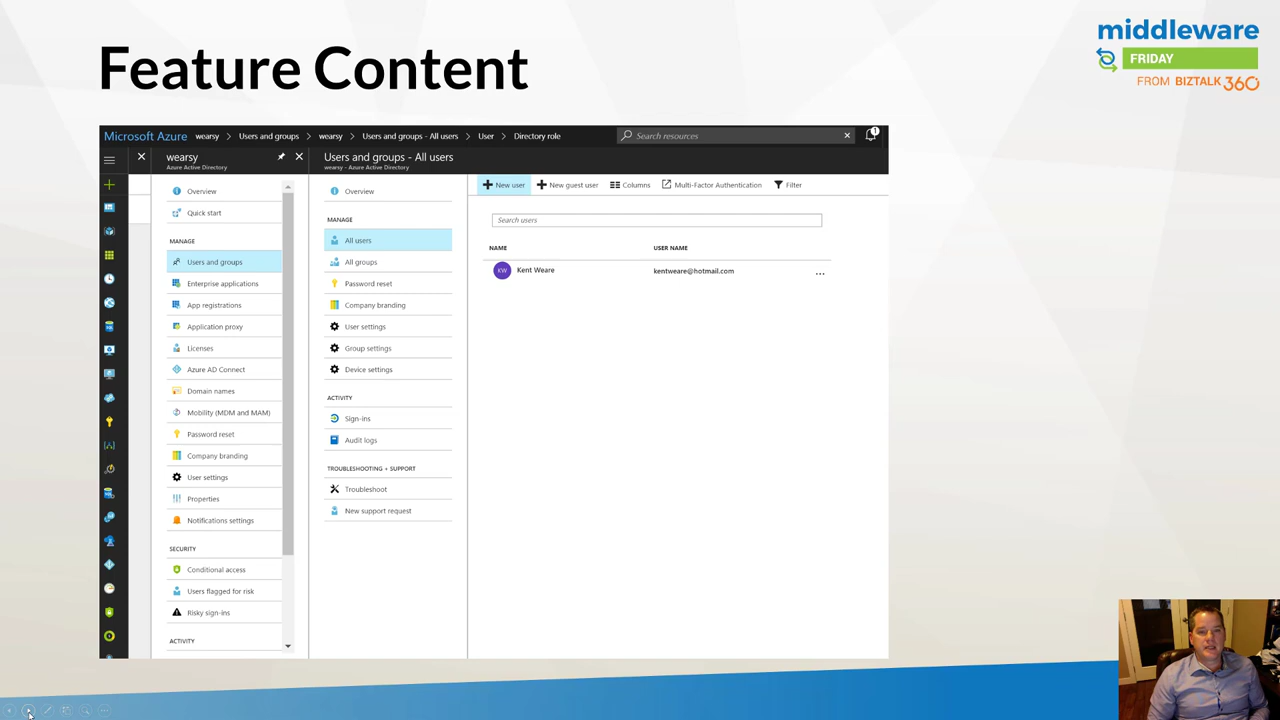 Feature Content
middleware
FRIDAY
FROM BIZTALK 360
Microsoft Azure wearsy > Users and groups > wearsy > Users and groups - All users > User > Directory role
Search resources
1
wearsy
Azure Active Directory
Overview
Quick start
MANAGE
Users and groups
Enterprise applications
App registrations
Application proxy
Licenses
Azure AD Connect
Domain names
Mobility (MDM and MAM)
Password reset
Company branding
User settings
Properties
Notifications settings
SECURITY
Conditional access
Users flagged for risk
Risky sign-ins
ACTIVITY
Users and groups - All users
wearsy - Azure Active Directory
Overview
MANAGE
All users
All groups
Password reset
Company branding
User settings
Group settings
Device settings
ACTIVITY
Sign-ins
Audit logs
TROUBLESHOOTING + SUPPORT
Troubleshoot
New support request
New user
New guest user
Columns
Multi-Factor Authentication
Filter
Search users
NAME USER NAME
KW Kent Weare kentweare@hotmail.com ...